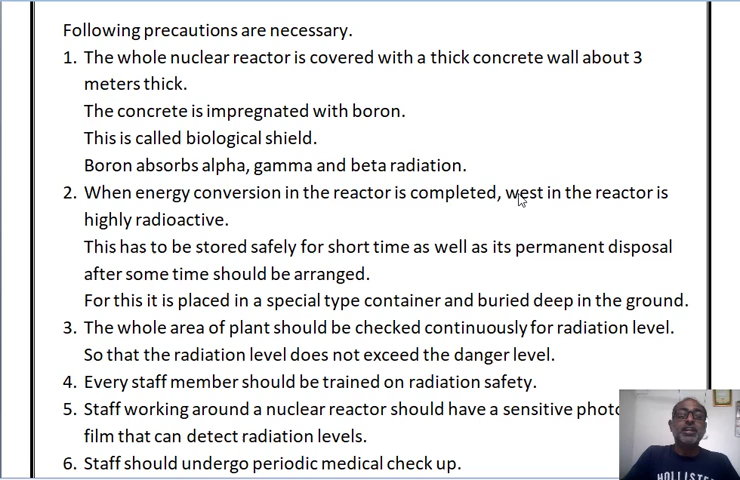 Following precautions are necessary.
1. The whole nuclear reactor is covered with a thick concrete wall about 3
meters thick.
The concrete is impregnated with boron.
This is called biological shield.
Boron absorbs alpha, gamma and beta radiation.
2. When energy conversion in the reactor is completed, west in the reactor is
highly radioactive.
This has to be stored safely for short time as well as its permanent disposal
after some time should be arranged.
For this it is placed in a special type container and buried deep in the ground.
3. The whole area of plant should be checked continuously for radiation level.
So that the radiation level does not exceed the danger level.
4. Every staff member should be trained on radiation safety.
5. Staff working around a nuclear reactor should have a sensitive
film that can detect radiation levels.
6. Staff should undergo periodic medical check up.